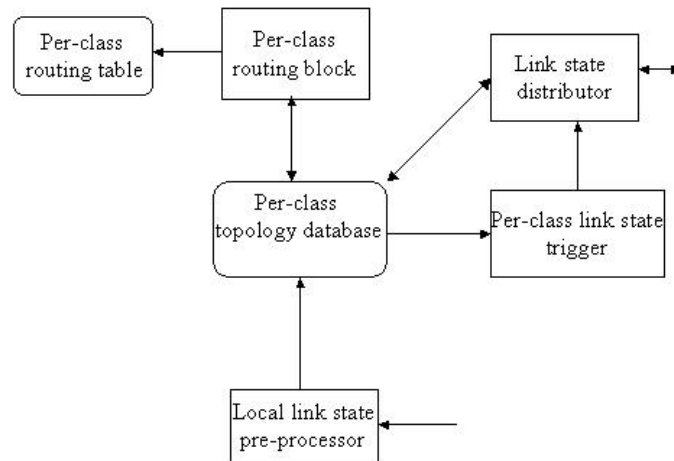 Per-class
routing table
Per-class
routing block
Link state
distributor
Per-class
topology database
Per-class link state
trigger
Local link state
pre-processor